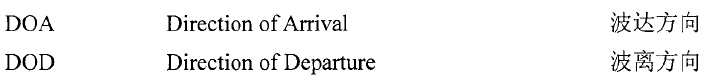 DOA Direction of Arrival 波达方向
DOD Direction of Departure 波离方向